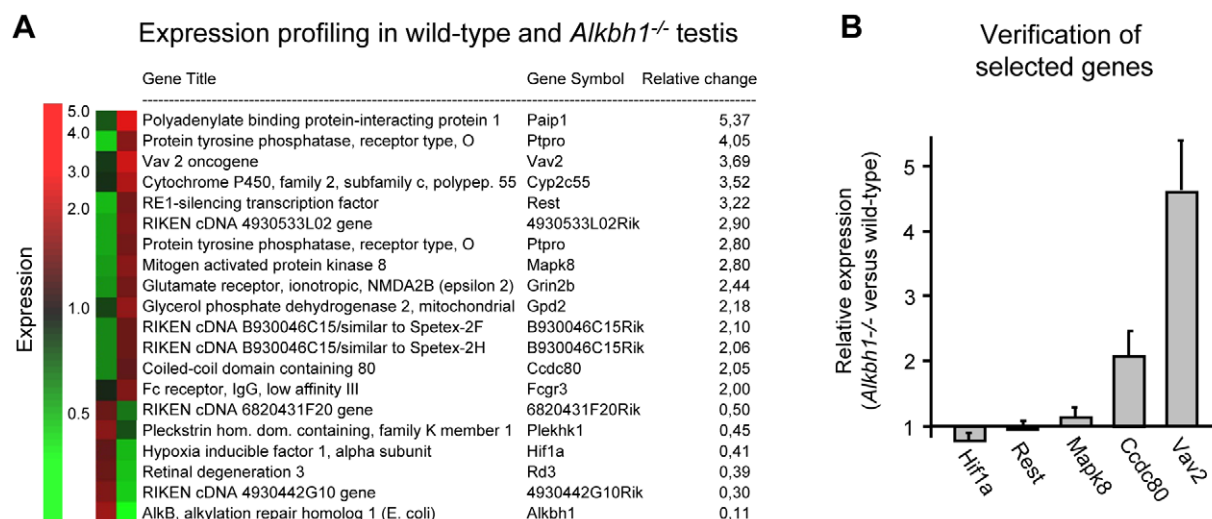 A
Expression profiling in wild-type and Alkbh1-/- testis
Gene Title Gene Symbol Relative change
Polyadenylate binding protein-interacting protein 1 Paip1 5,37
Protein tyrosine phosphatase, receptor type, O Ptpro 4,05
Vav 2 oncogene Vav2 3,69
Cytochrome P450, family 2, subfamily c, polypep. 55 Cyp2c55 3,52
RE1-silencing transcription factor Rest 3,22
RIKEN cDNA 4930533L02 gene 4930533L02Rik 2,90
Protein tyrosine phosphatase, receptor type, O Ptpro 2,80
Mitogen activated protein kinase 8 Mapk8 2,80
Glutamate receptor, ionotropic, NMDA2B (epsilon 2) Grin2b 2,44
Glycerol phosphate dehydrogenase 2, mitochondrial Gpd2 2,18
RIKEN cDNA B930046C15/similar to Spetex-2F B930046C15Rik 2,10
RIKEN cDNA B930046C15/similar to Spetex-2H B930046C15Rik 2,06
Coiled-coil domain containing 80 Ccdc80 2,05
Fc receptor, IgG, low affinity III Fcgr3 2,00
RIKEN cDNA 6820431F20 gene 6820431F20Rik 0,50
Pleckstrin hom. dom. containing, family K member 1 Plekhk1 0,45
Hypoxia inducible factor 1, alpha subunit Hif1a 0,41
Retinal degeneration 3 Rd3 0,39
RIKEN cDNA 4930442G10 gene 4930442G10Rik 0,30
AlkB, alkylation repair homolog 1 (E. coli) Alkbh1 0,11
Expression
5.0
4.0
3.0
2.0
1.0
0.5
B
Verification of
selected genes
Relative expression
(Alkbh1-/- versus wild-type)
5
4
3
2
1
Hif1a
Rest
Mapk8
Ccdc80
Vav2